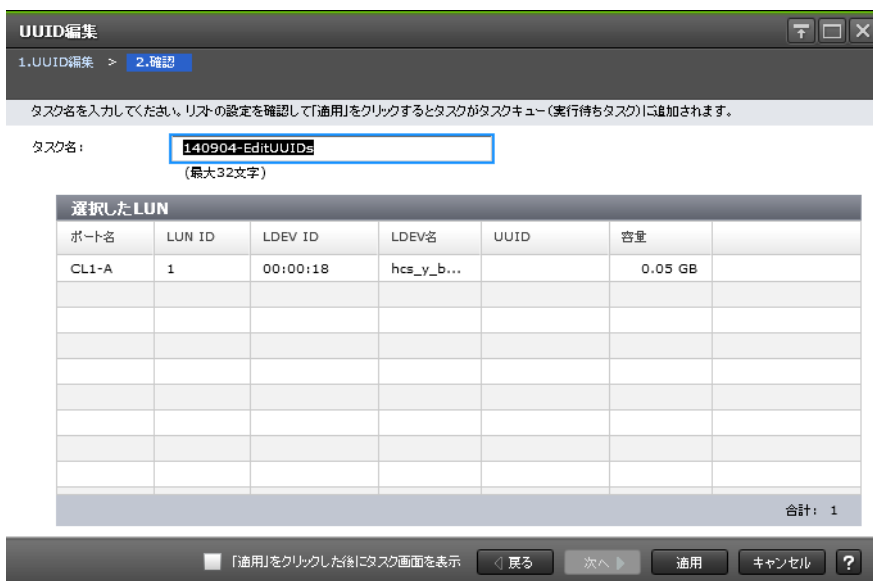 UUID編集
1.UUID編集 > 2.確認
タスク名を入力してください。リストの設定を確認して「適用」をクリックするとタスクがタスクキュー(実行待ちタスク)に追加されます。
タスク名: 140904-EditUUIDs
(最大32文字)
選択したLUN
ポート名 LUN ID LDEV ID LDEV名 UUID 容量
CL1-A 1 00:00:18 hcs_y_b... 0.05 GB
合計: 1
「適用」をクリックした後にタスク画面を表示 戻る 次へ 適用 キャンセル ?